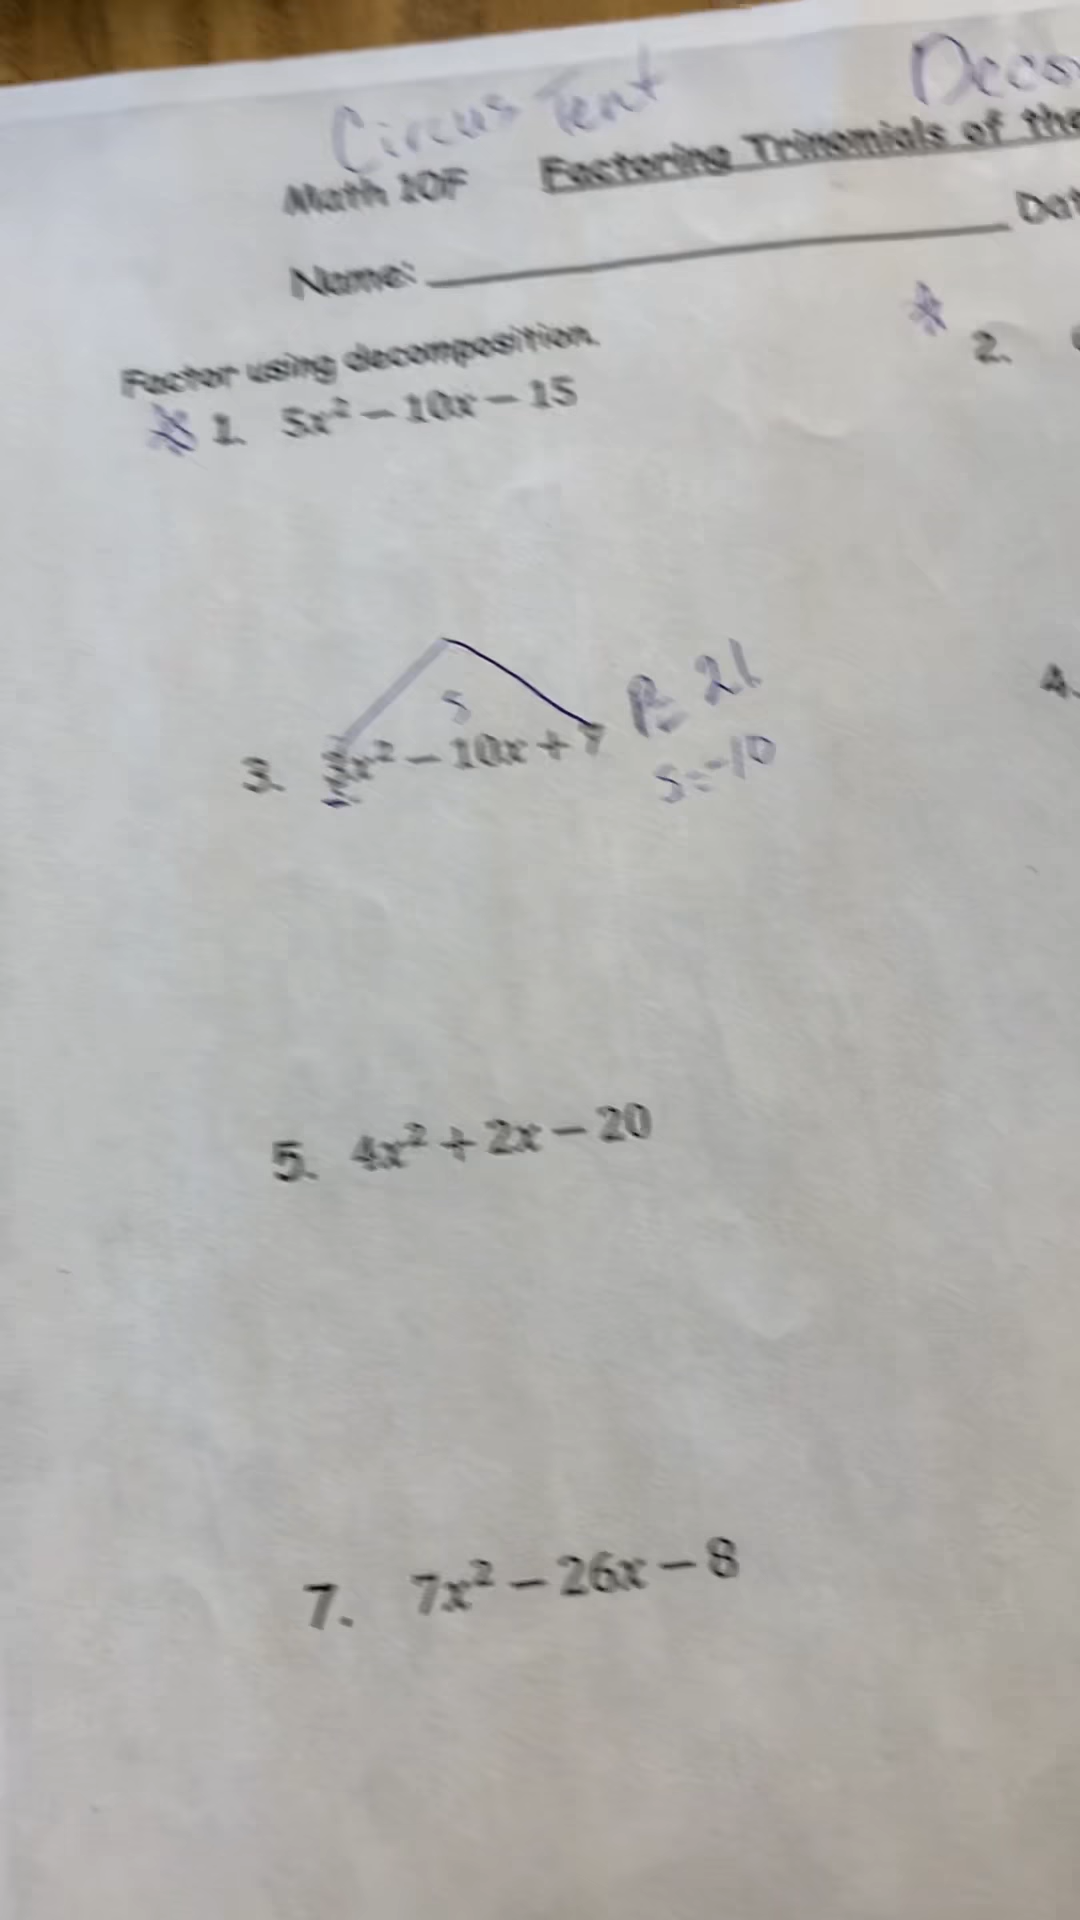 Circus Tent
Math 10F Factoring Trinomials of the
Name:
Factor using decomposition.
1. 5x² – 10x – 15
2.
3. 3x² – 10x + 7
S
P= 21
S=-10
4.
5. 4x² + 2x – 20
7. 7x² – 26x – 8